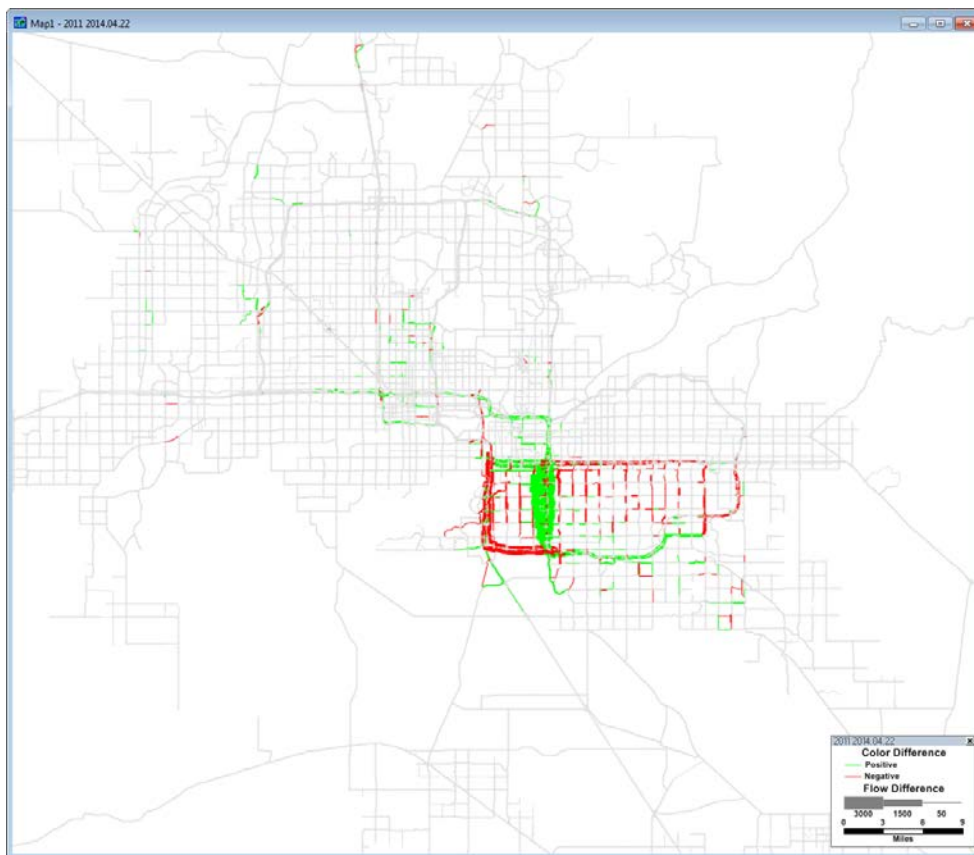 Map1 - 2011 2014.04.22
2011 2014.04.22
Color Difference
Positive
Negative
Flow Difference
3000 1500 50
0 3 6 9
Miles